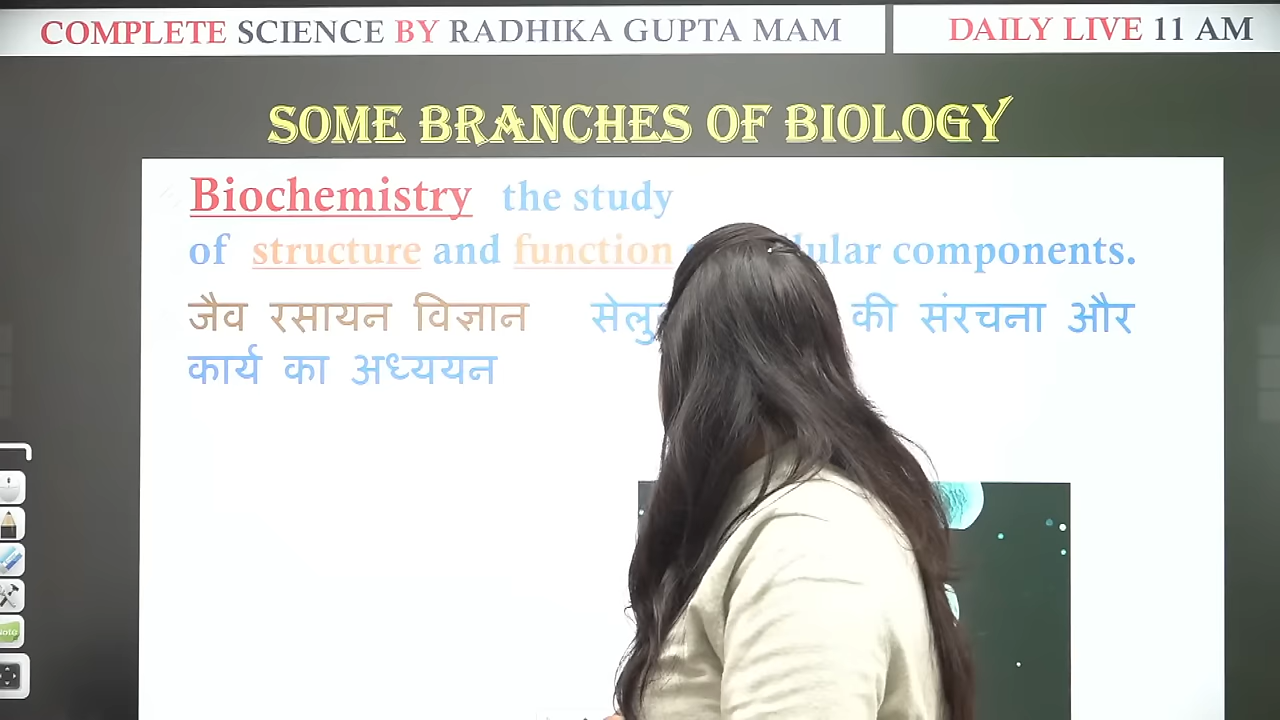 COMPLETE SCIENCE BY RADHIKA GUPTA MAM
DAILY LIVE 11 AM
SOME BRANCHES OF BIOLOGY
Biochemistry the study
of structure and function components.
जैव रसायन विज्ञान की संरचना और
कार्य का अध्ययन